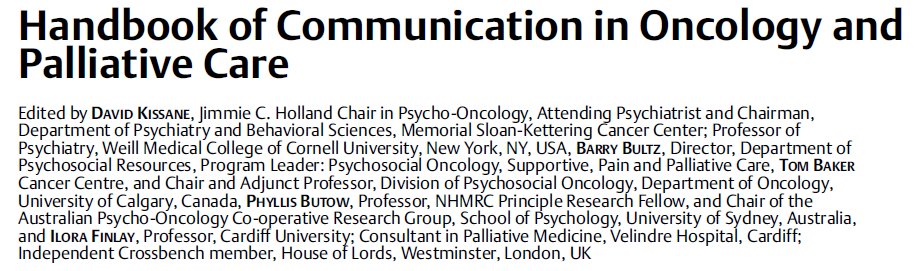 Handbook of Communication in Oncology and
Palliative Care
Edited by DAVID KISSANE, Jimmie C. Holland Chair in Psycho-Oncology, Attending Psychiatrist and Chairman,
Department of Psychiatry and Behavioral Sciences, Memorial Sloan-Kettering Cancer Center; Professor of
Psychiatry, Weill Medical College of Cornell University, New York, NY, USA, BARRY BULTZ, Director, Department of
Psychosocial Resources, Program Leader: Psychosocial Oncology, Supportive, Pain and Palliative Care, TOM BAKER
Cancer Centre, and Chair and Adjunct Professor, Division of Psychosocial Oncology, Department of Oncology,
University of Calgary, Canada, PHYLLIS BUTOW, Professor, NHMRC Principle Research Fellow, and Chair of the
Australian Psycho-Oncology Co-operative Research Group, School of Psychology, University of Sydney, Australia,
and ILORA FINLAY, Professor, Cardiff University; Consultant in Palliative Medicine, Velindre Hospital, Cardiff;
Independent Crossbench member, House of Lords, Westminster, London, UK